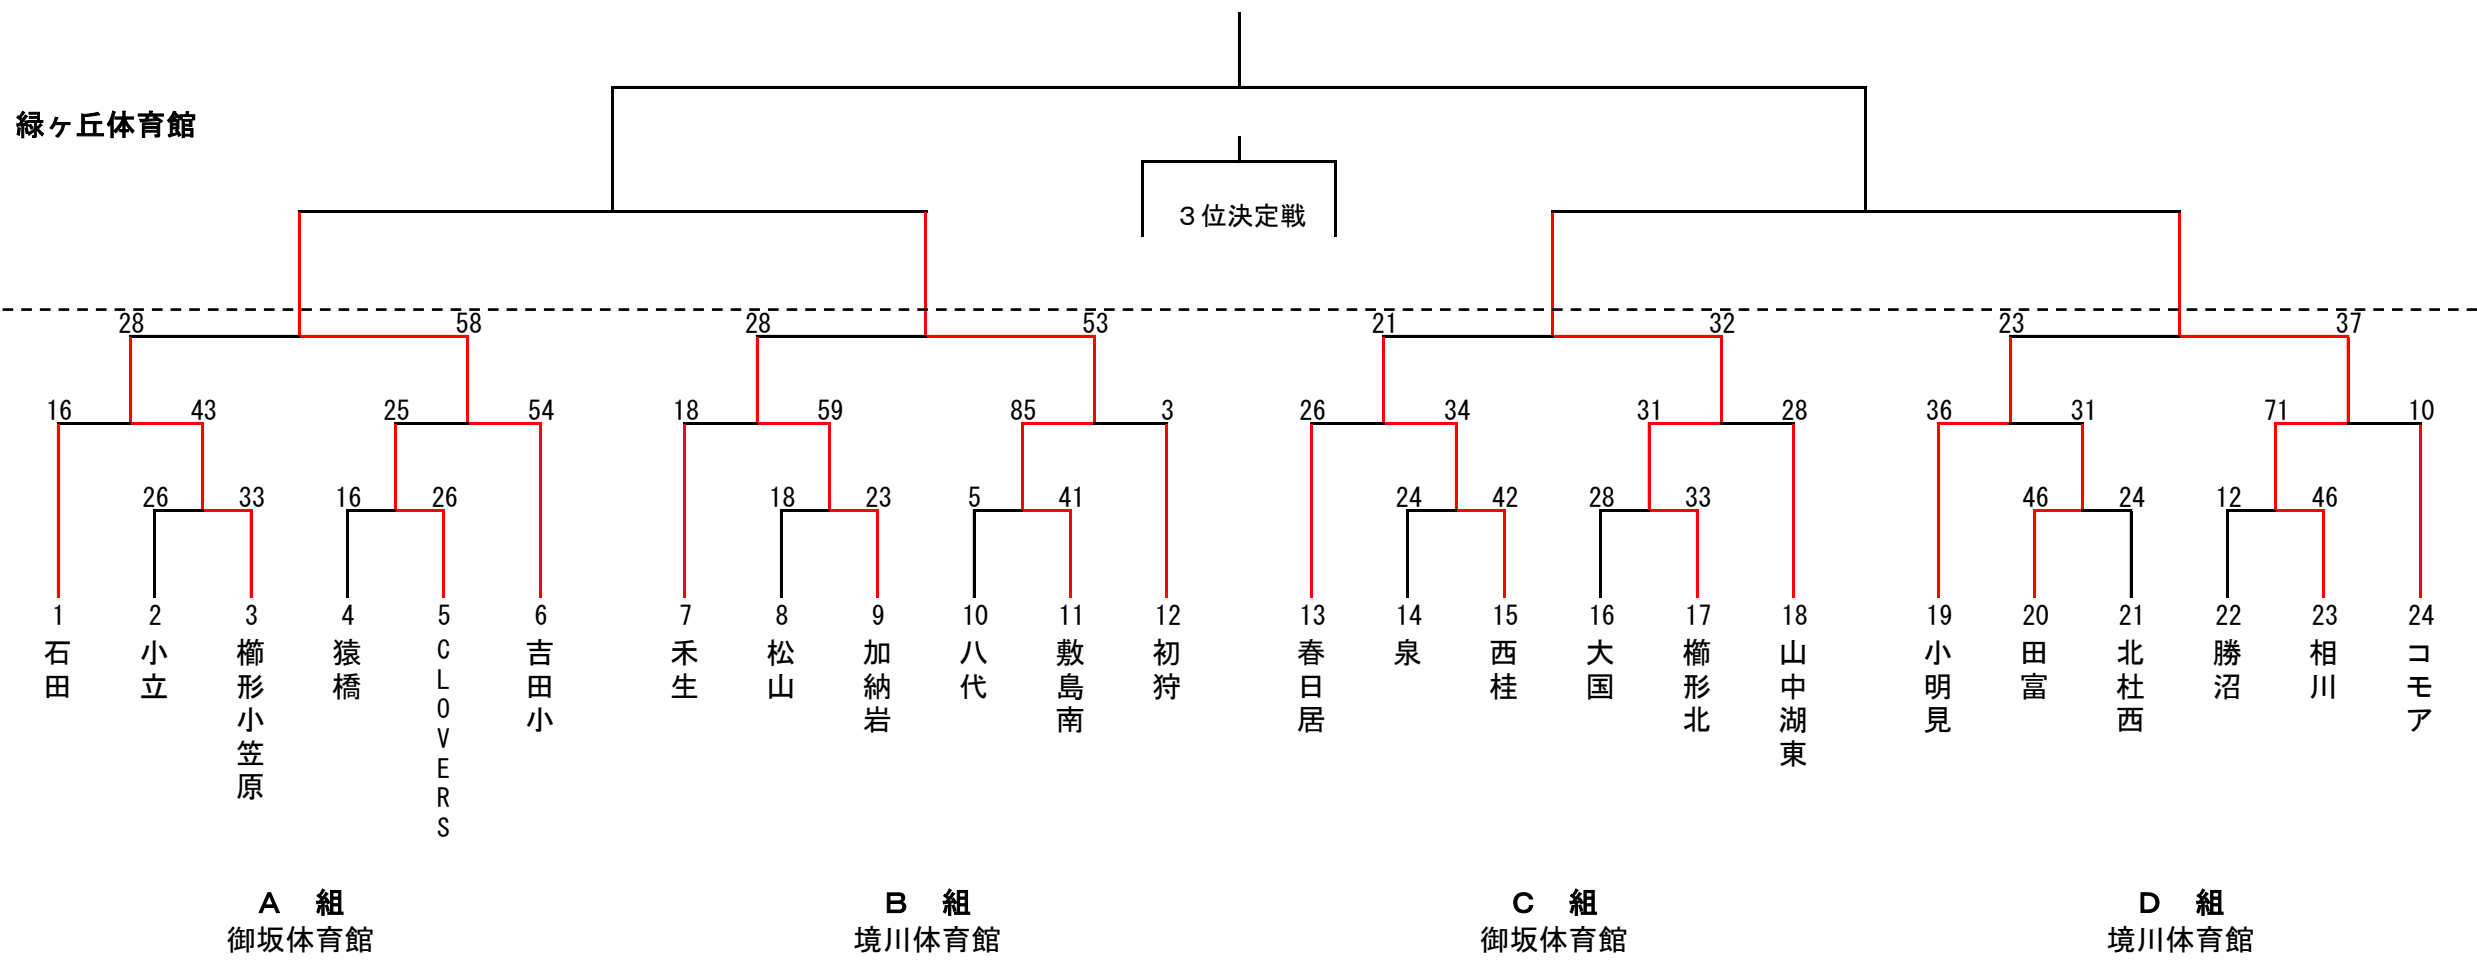 緑ヶ丘体育館
３位決定戦
28 58 28 53 21 32 23 37
16 43 25 54 18 59 85 3 26 34 31 28 36 31 71 10
26 33 16 26 18 23 5 41 24 42 28 33 46 24 12 46
1 2 3 4 5 6 7 8 9 10 11 12 13 14 15 16 17 18 19 20 21 22 23 24
石田
小立
櫛形小笠原
猿橋
CLOVERS
吉田小
禾生
松山
加納岩
八代
敷島南
初狩
春日居
泉
西桂
大国
櫛形北
山中湖東
小明見
田富
北杜西
勝沼
相川
コモア
Ａ　組 Ｂ　組 Ｃ　組 Ｄ　組
御坂体育館 境川体育館 御坂体育館 境川体育館